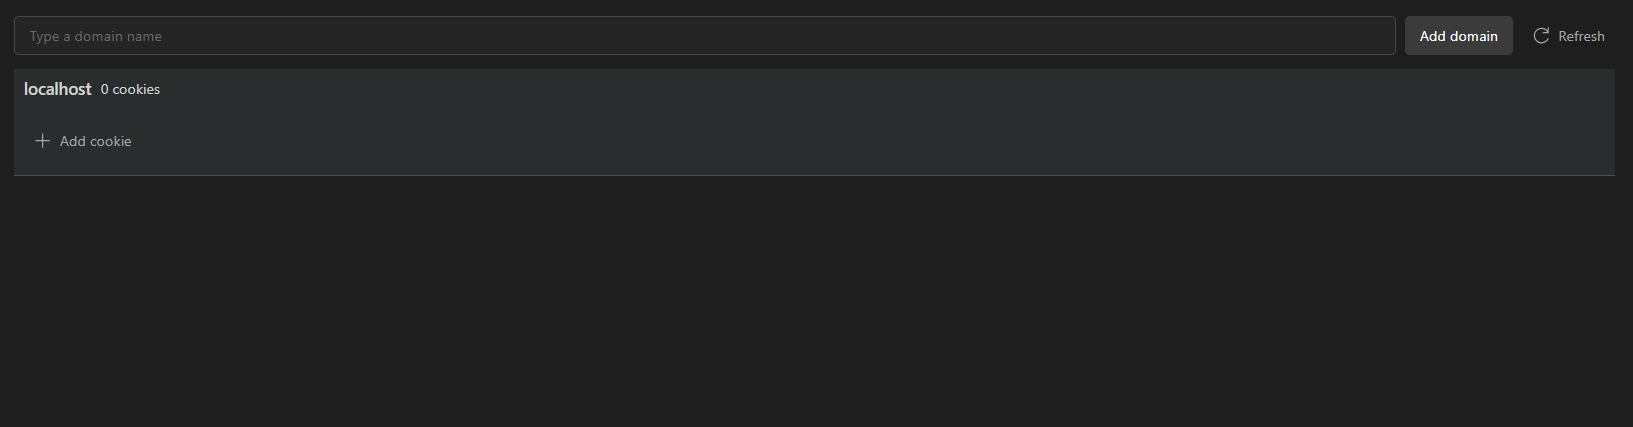 Type a domain name
Add domain
Refresh
localhost 0 cookies
Add cookie